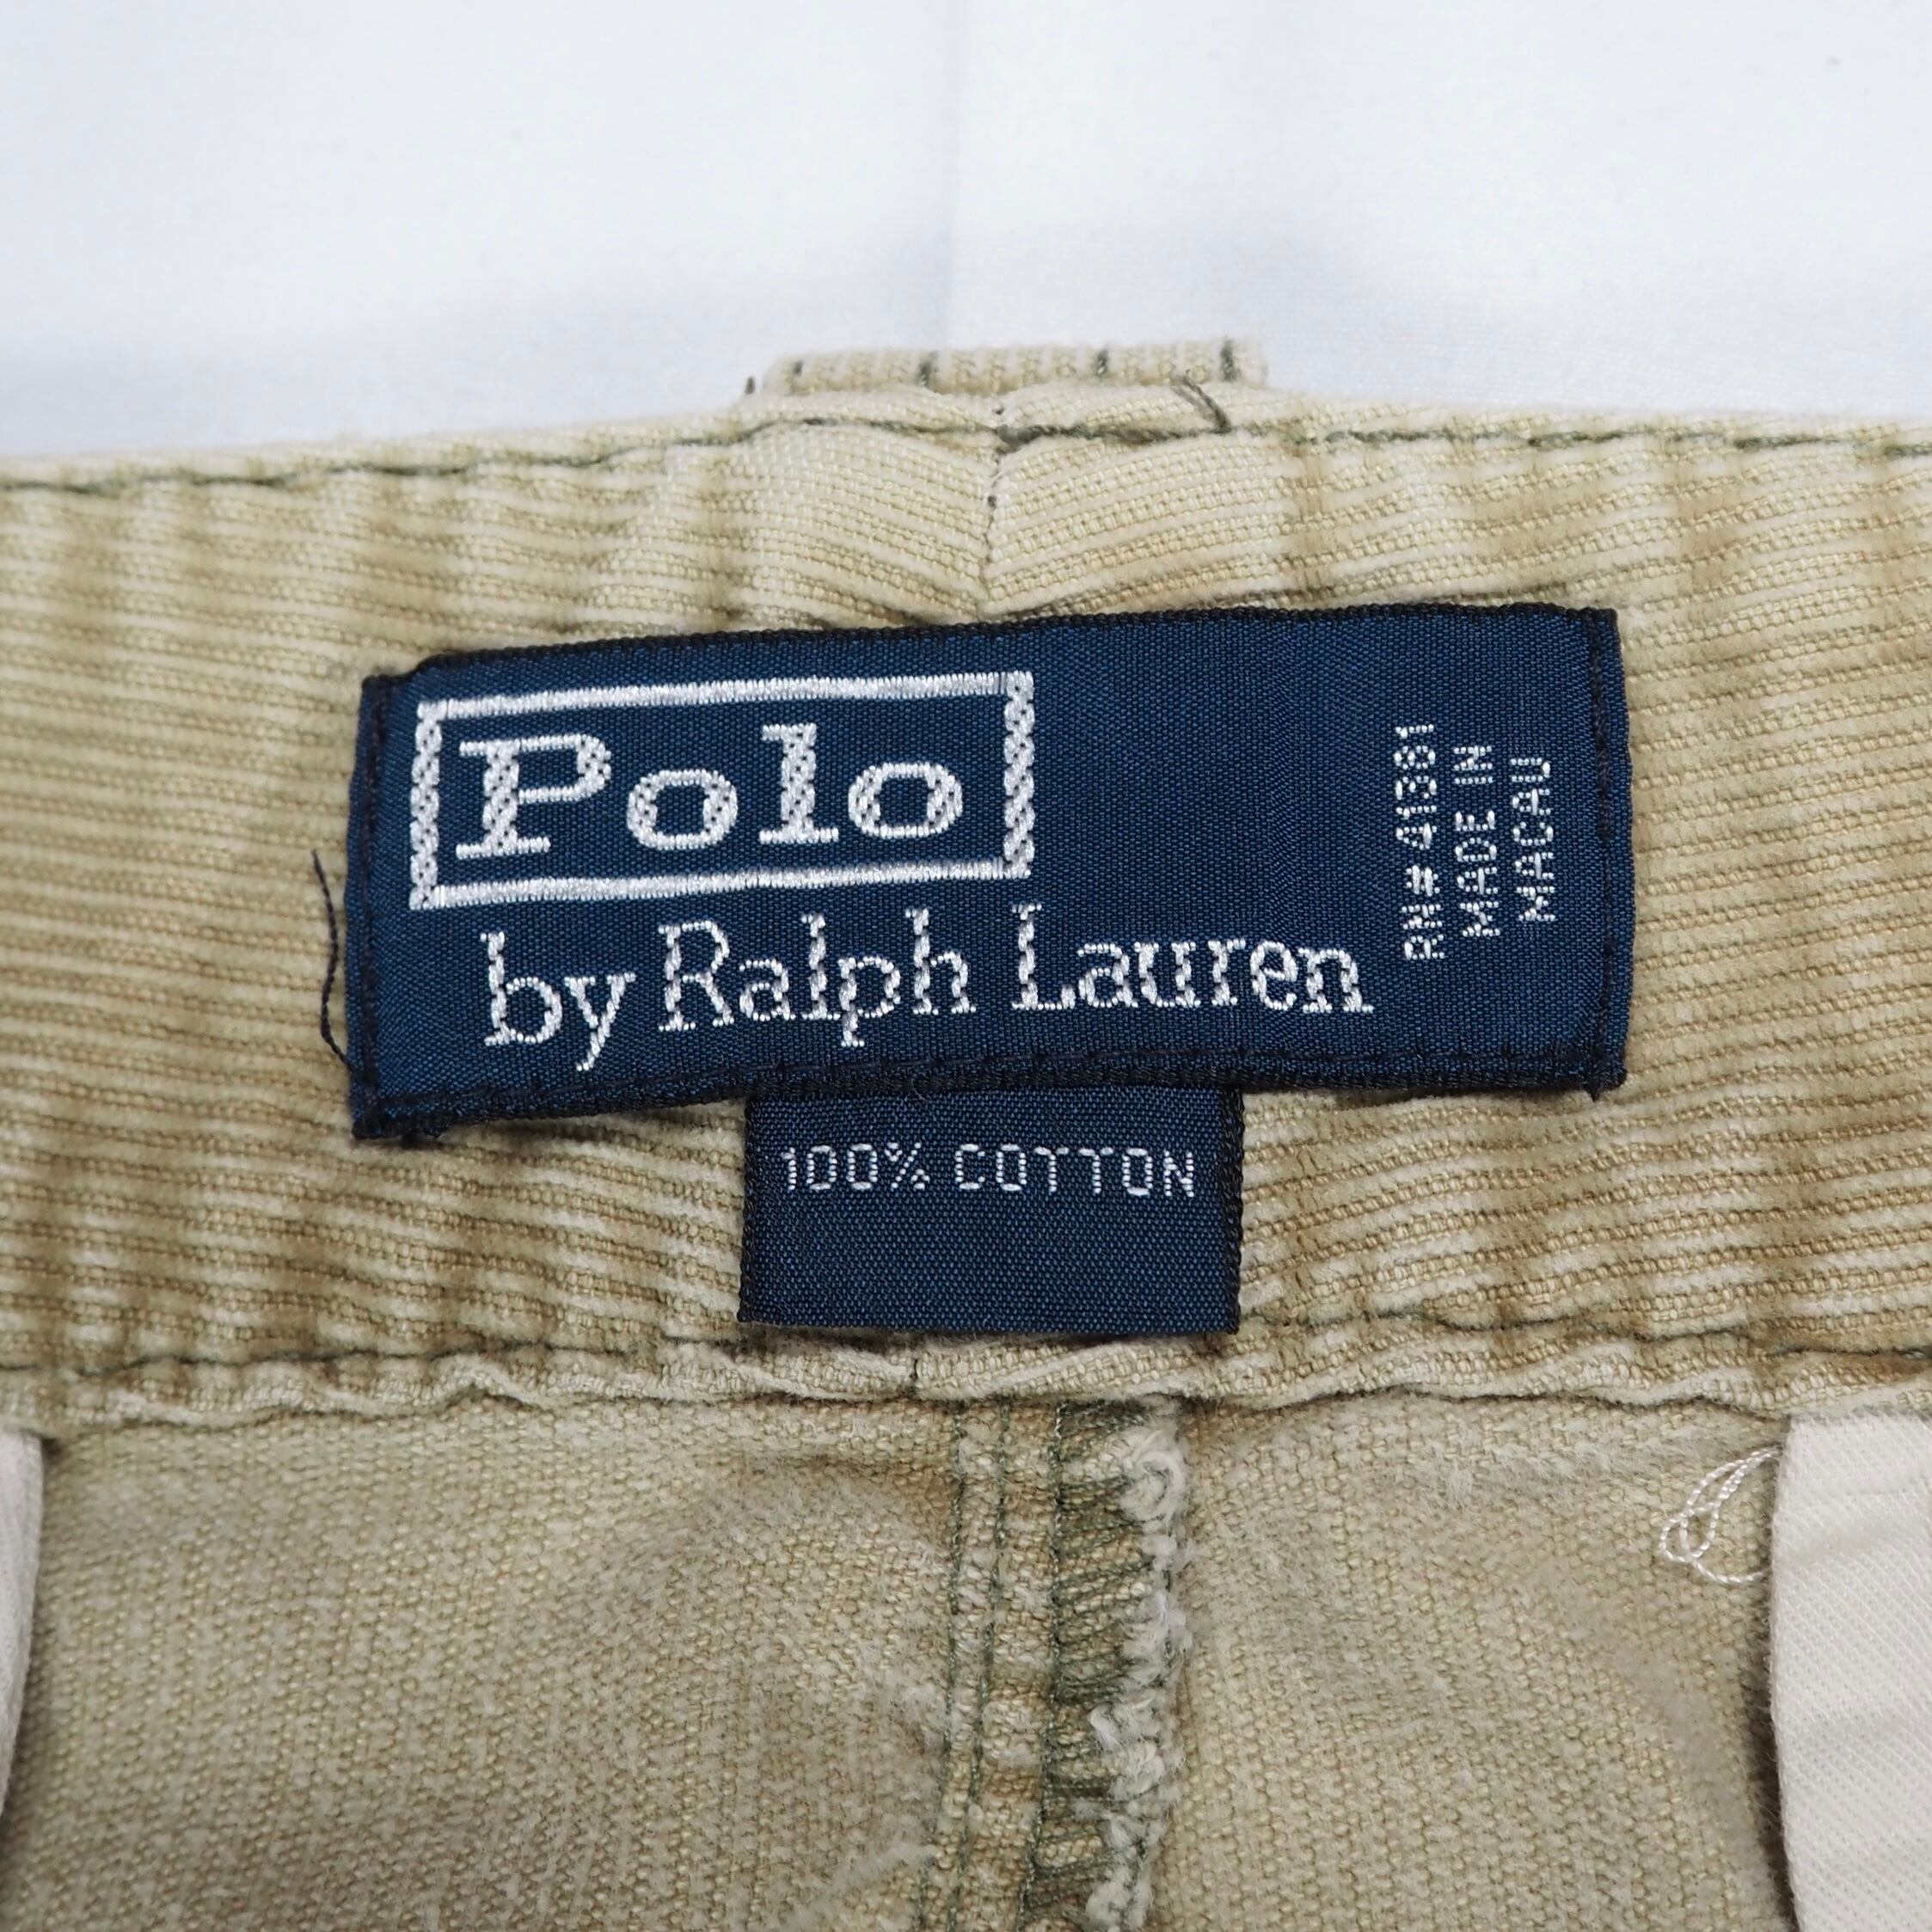 Polo
by Ralph Lauren
RN# 41381
MADE IN
MACAU
100% COTTON